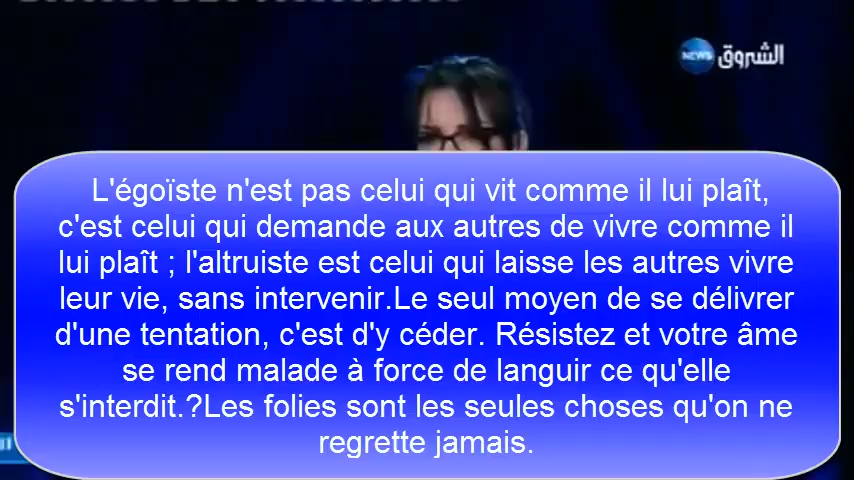 NEWS الشروق
L'égoïste n'est pas celui qui vit comme il lui plaît,
c'est celui qui demande aux autres de vivre comme il
lui plaît ; l'altruiste est celui qui laisse les autres vivre
leur vie, sans intervenir.Le seul moyen de se délivrer
d'une tentation, c'est d'y céder. Résistez et votre âme
se rend malade à force de languir ce qu'elle
s'interdit.?Les folies sont les seules choses qu'on ne
regrette jamais.